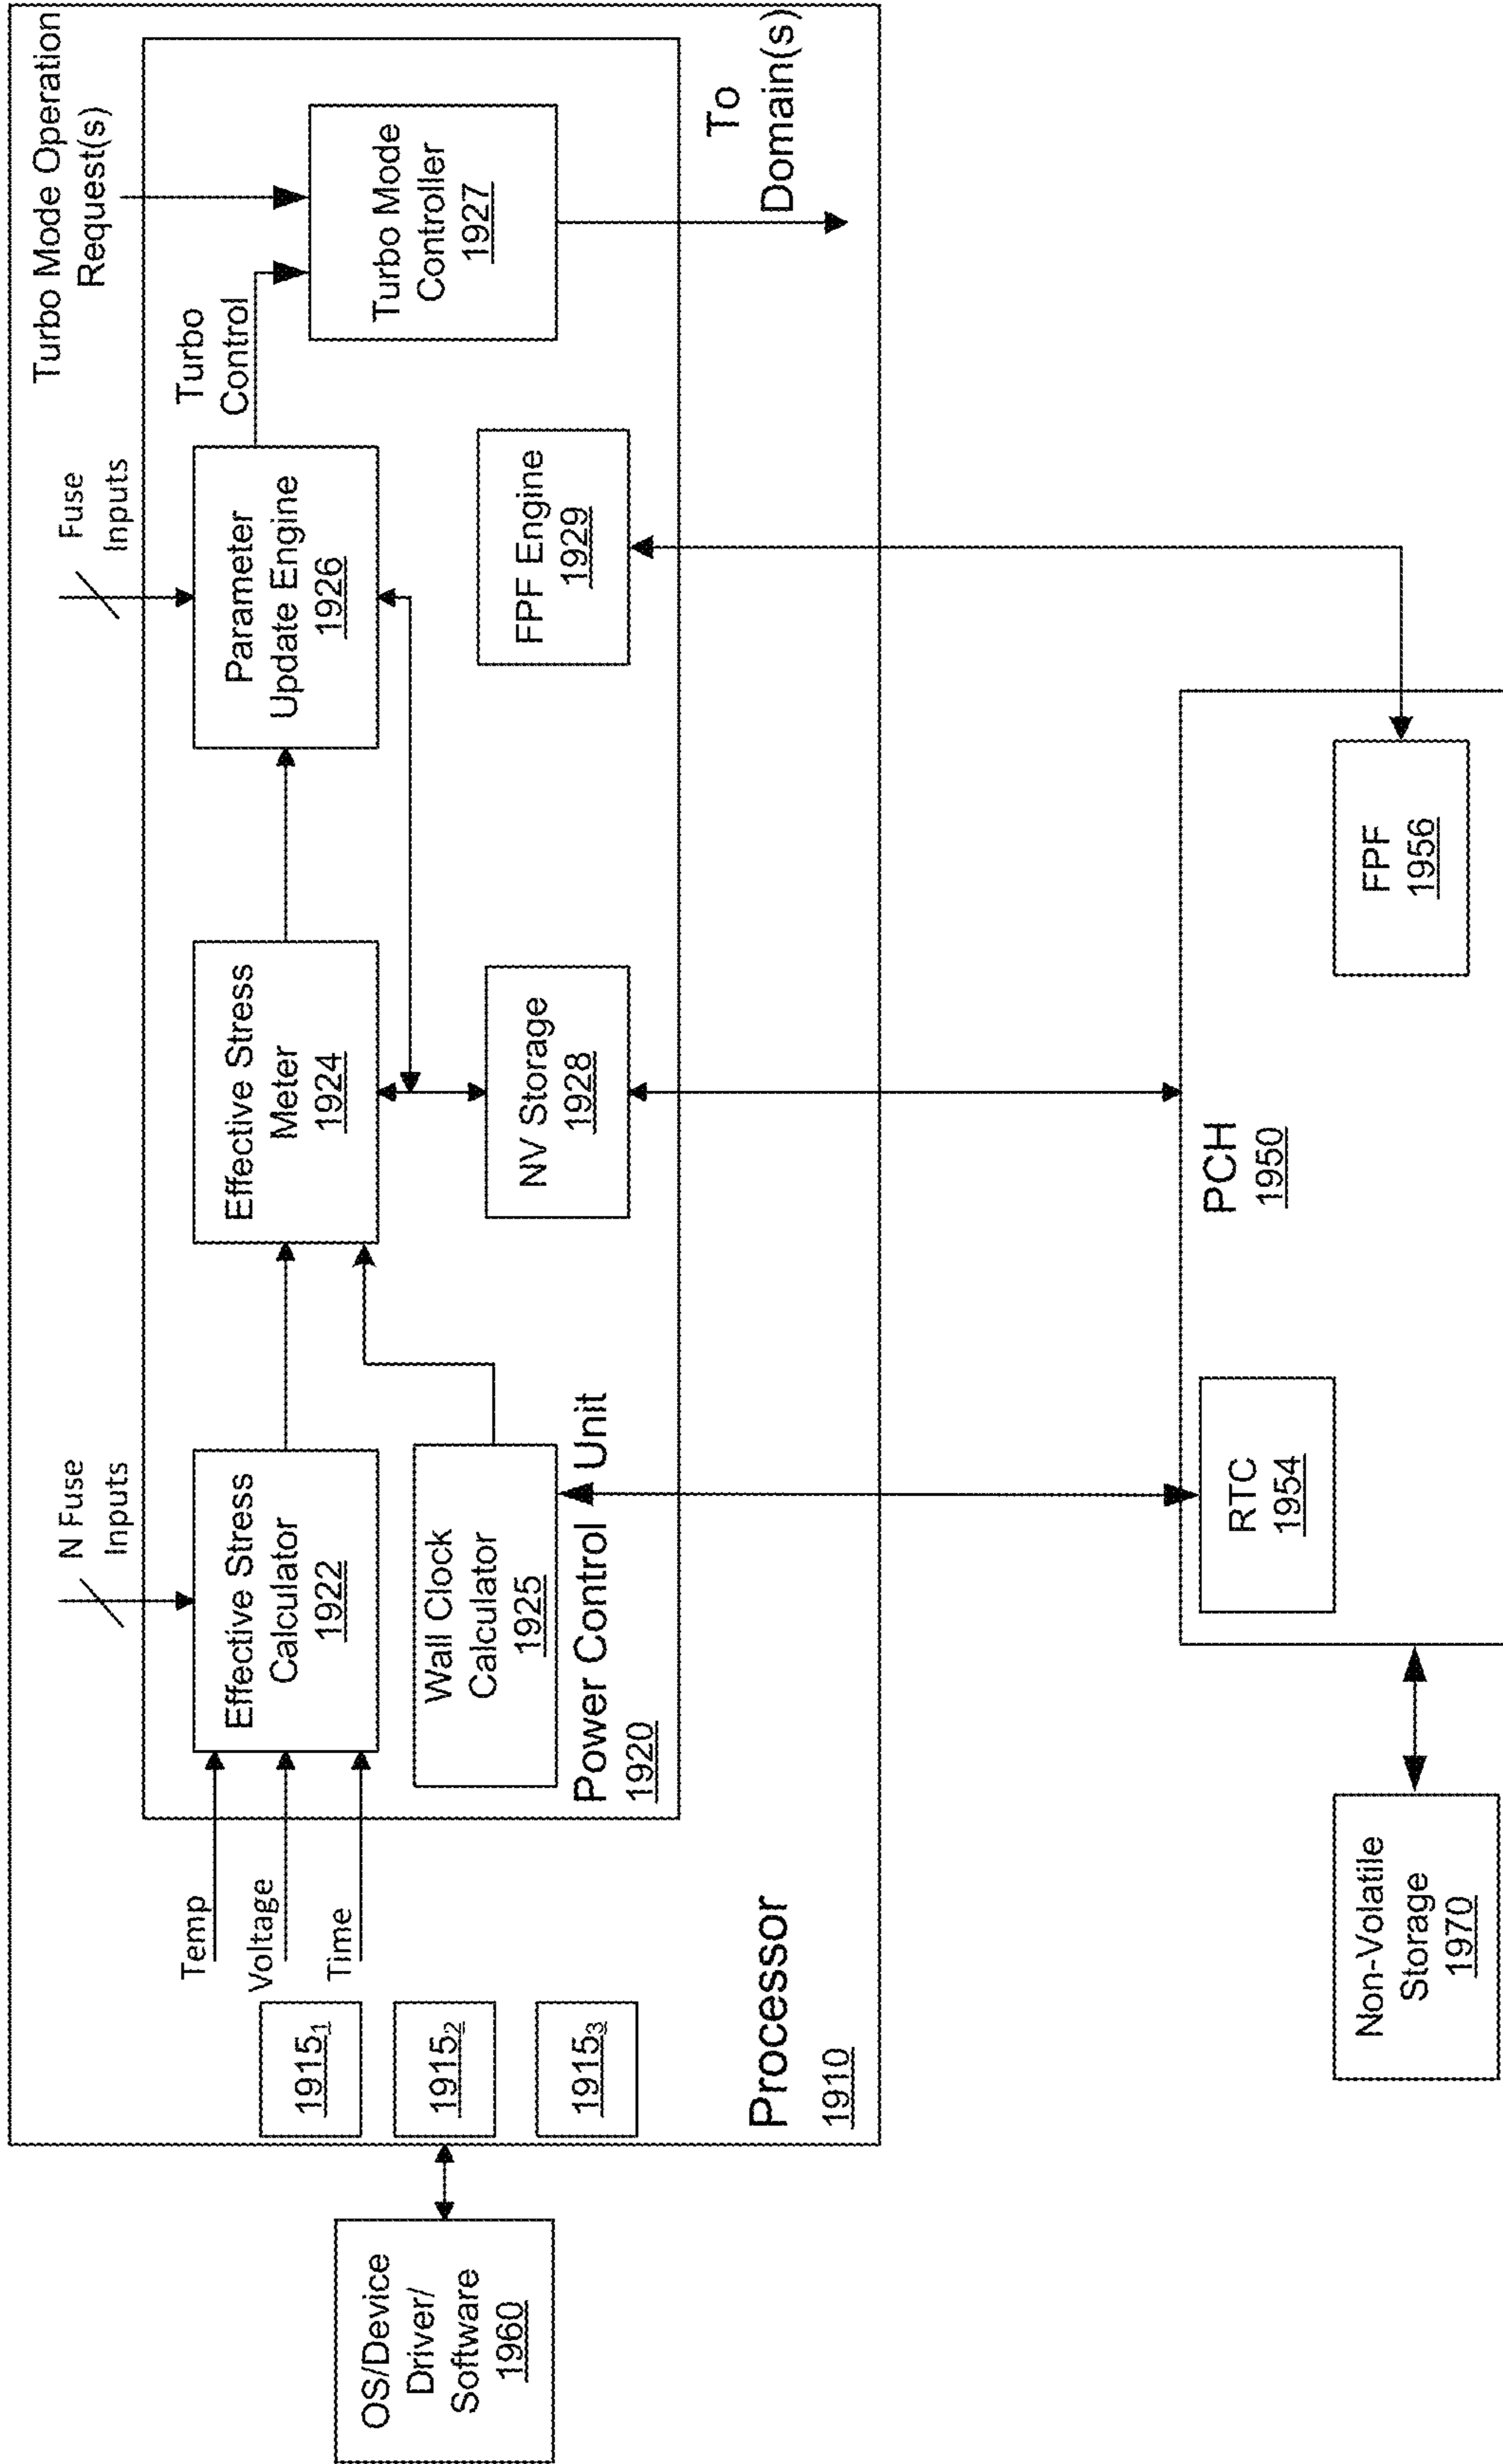 Turbo Mode Operation
Request(s)
N Fuse
Inputs
Fuse
Inputs
Temp
Voltage
Time
Effective Stress
Calculator
1922
Effective Stress
Meter
1924
Parameter
Update Engine
1926
Turbo
Control
Turbo Mode
Controller
1927
Wall Clock
Calculator
1925
NV Storage
1928
FPF Engine
1929
Power Control Unit
1920
To
Domain(s)
1915₁
1915₂
1915₃
Processor
1910
OS/Device
Driver/
Software
1960
RTC
1954
PCH
1950
FPF
1956
Non-Volatile
Storage
1970